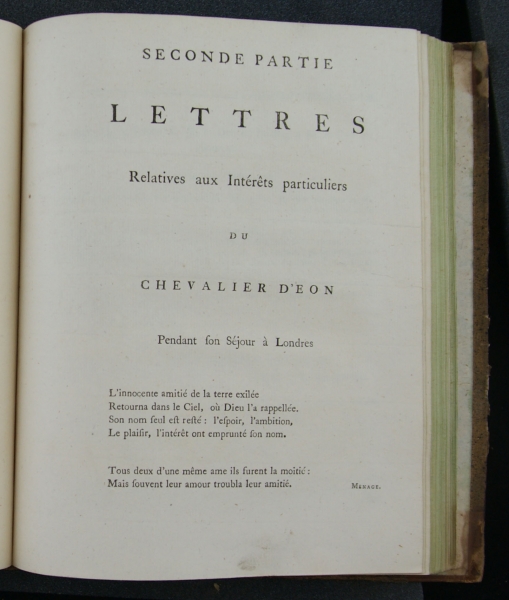 SECONDE PARTIE
LETTRES
Relatives aux Intérêts particuliers
DU
CHEVALIER D'EON
Pendant ſon Séjour à Londres
L'innocente amitié de la terre exilée
Retourna dans le Ciel, où Dieu l'a rappellée.
Son nom ſeul eſt reſté : l'eſpoir, l'ambition,
Le plaiſir, l'intérêt ont emprunté ſon nom.
Tous deux d'une même ame ils furent la moitié :
Mais ſouvent leur amour troubla leur amitié. MENAGE.